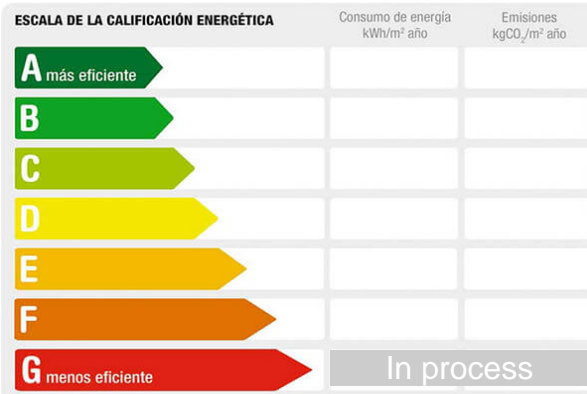 ESCALA DE LA CALIFICACIÓN ENERGÉTICA
Consumo de energía
kWh/m² año
Emisiones
kgCO₂/m² año
A más eficiente
B
C
D
E
F
G menos eficiente
In process